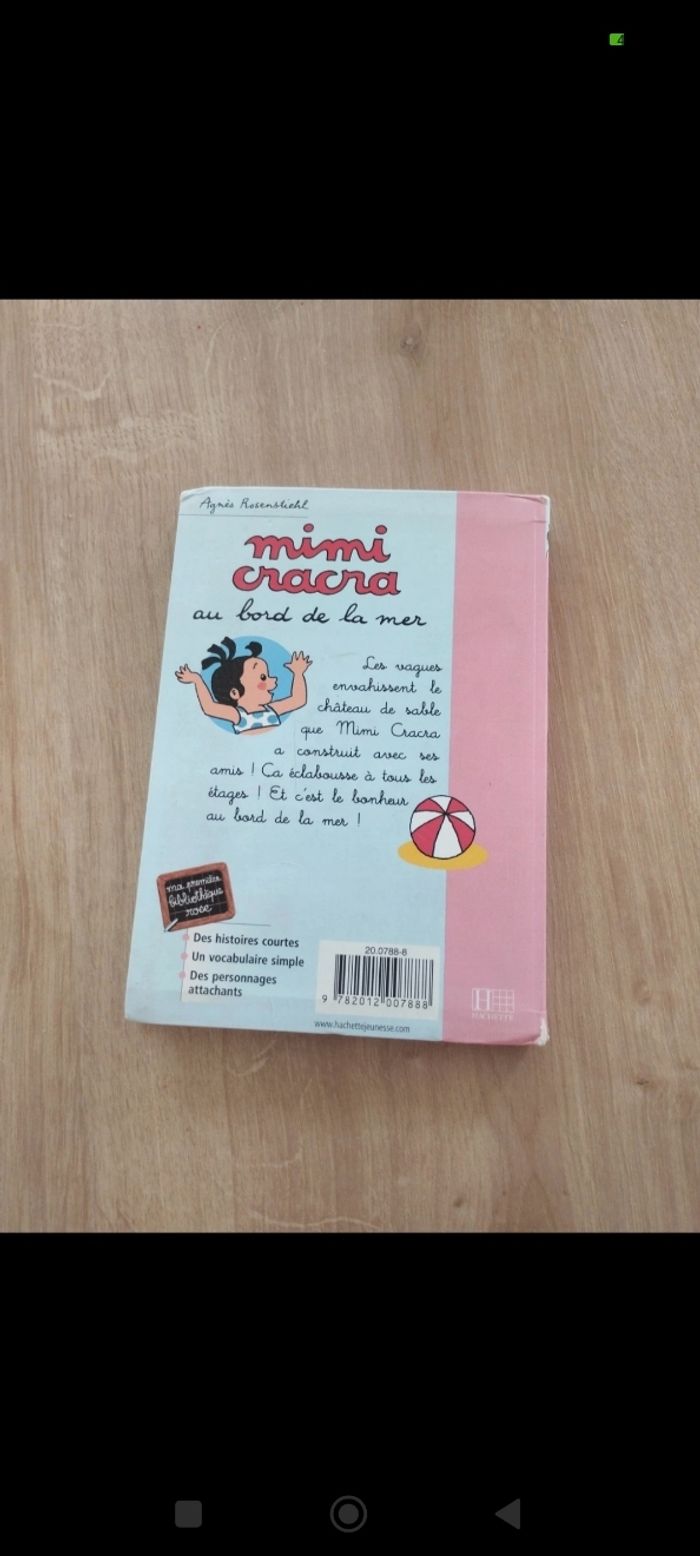 Agnès Rosenstiehl
mimi
cracra
au bord de la mer
Les vagues
envahissent le
château de sable
que Mimi Cracra
a construit avec ses
amis ! Ca éclabousse à tous les
étages ! Et c'est le bonheur
au bord de la mer !
ma première
bibliothèque
rose
Des histoires courtes
Un vocabulaire simple
Des personnages
attachants
20.0788-8
9 782012 007888
www.hachettejeunesse.com
H
HACHETTE